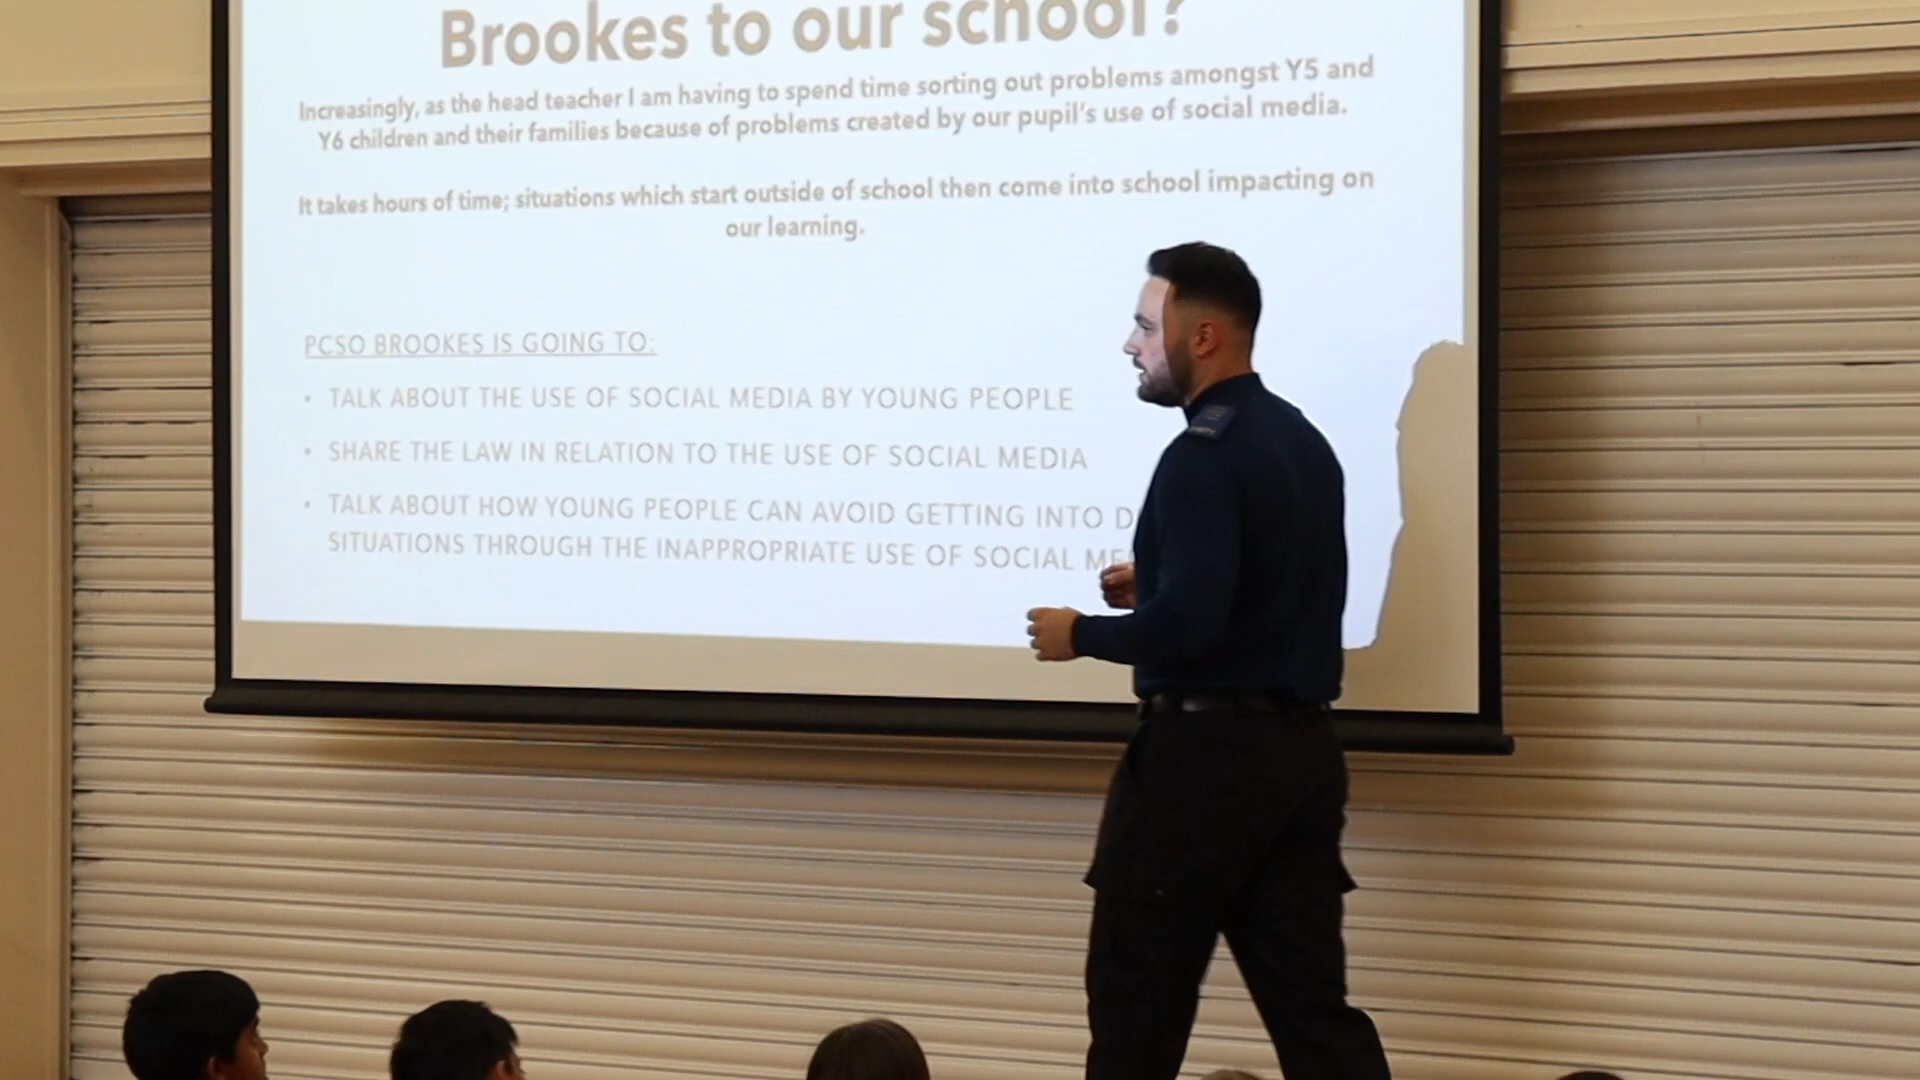 Brookes to our school?
Increasingly, as the head teacher I am having to spend time sorting out problems amongst Y5 and
Y6 children and their families because of problems created by our pupil's use of social media.
It takes hours of time; situations which start outside of school then come into school impacting on
our learning.
PCSO BROOKES IS GOING TO:
• TALK ABOUT THE USE OF SOCIAL MEDIA BY YOUNG PEOPLE
• SHARE THE LAW IN RELATION TO THE USE OF SOCIAL MEDIA
• TALK ABOUT HOW YOUNG PEOPLE CAN AVOID GETTING INTO
SITUATIONS THROUGH THE INAPPROPRIATE USE OF SOCIAL